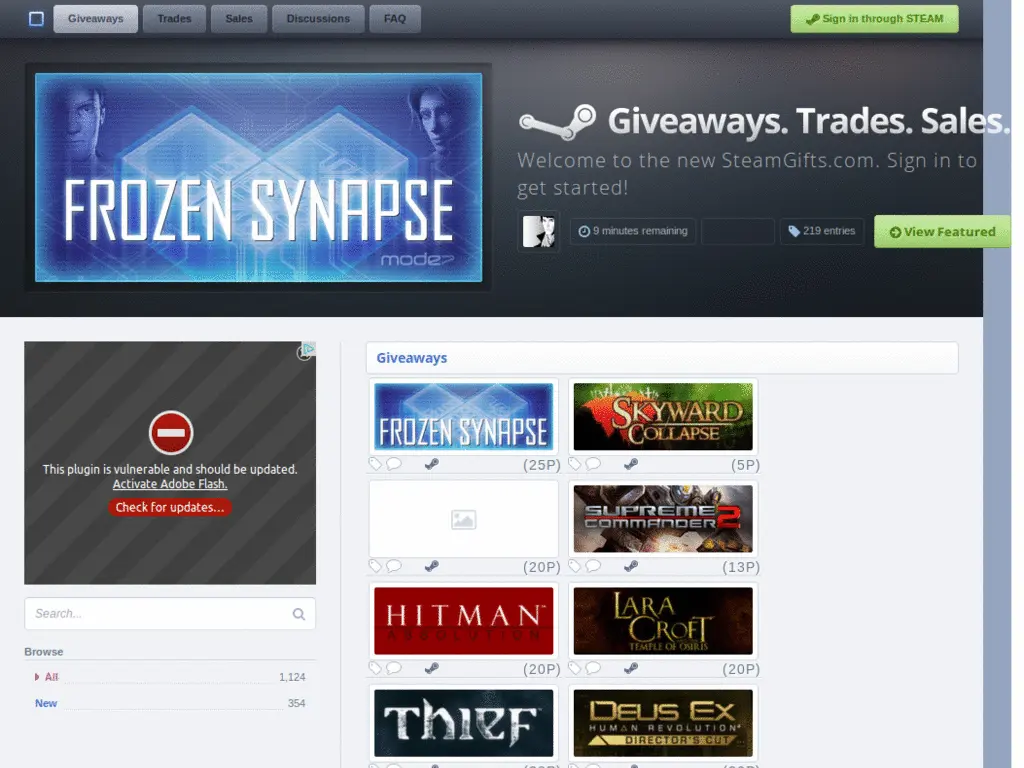 Giveaways
Trades
Sales
Discussions
FAQ
Sign in through STEAM
FROZEN SYNAPSE
mode7
Giveaways. Trades. Sales.
Welcome to the new SteamGifts.com. Sign in to
get started!
9 minutes remaining
219 entries
View Featured
This plugin is vulnerable and should be updated.
Activate Adobe Flash.
Check for updates...
Search...
Browse
All 1,124
New 354
Giveaways
FROZEN SYNAPSE
SKYWARD
COLLAPSE
(25P)
(5P)
SUPREME
COMMANDER 2
(20P)
(13P)
HITMAN™
ABSOLUTION
LARA
CROFT
TEMPLE OF OSIRIS
(20P)
(20P)
THIEF™
DEUS EX
HUMAN REVOLUTION
DIRECTOR'S CUT